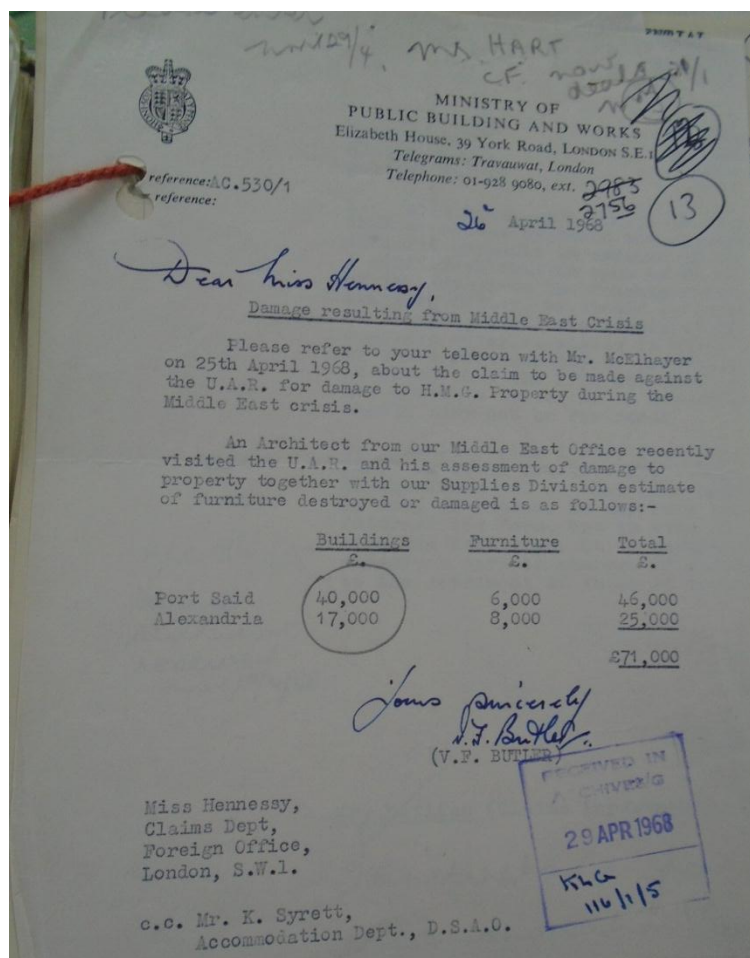 Ms. HART
C.F. now
MINISTRY OF
PUBLIC BUILDING AND WORKS
Elizabeth House, 39 York Road, LONDON S.E.1
Telegrams: Travauwat, London
Telephone: 01-928 9080, ext. 2983
2756
reference: AC.530/1
reference:
13
26 April 1968
Dear Miss Hennessy,
Damage resulting from Middle East Crisis
Please refer to your telecon with Mr. McElhayer
on 25th April 1968, about the claim to be made against
the U.A.R. for damage to H.M.G. Property during the
Middle East crisis.
An Architect from our Middle East Office recently
visited the U.A.R. and his assessment of damage to
property together with our Supplies Division estimate
of furniture destroyed or damaged is as follows:-
Buildings Furniture Total
£. £. £.
Port Said 40,000 6,000 46,000
Alexandria 17,000 8,000 25,000
£71,000
Yours sincerely
V.F. Butler.
(V.F. BUTLER)
RECEIVED IN
ARCHIVES
29 APR 1968
116/1/5
Miss Hennessy,
Claims Dept,
Foreign Office,
London, S.W.1.
c.c. Mr. K. Syrett,
Accommodation Dept., D.S.A.O.